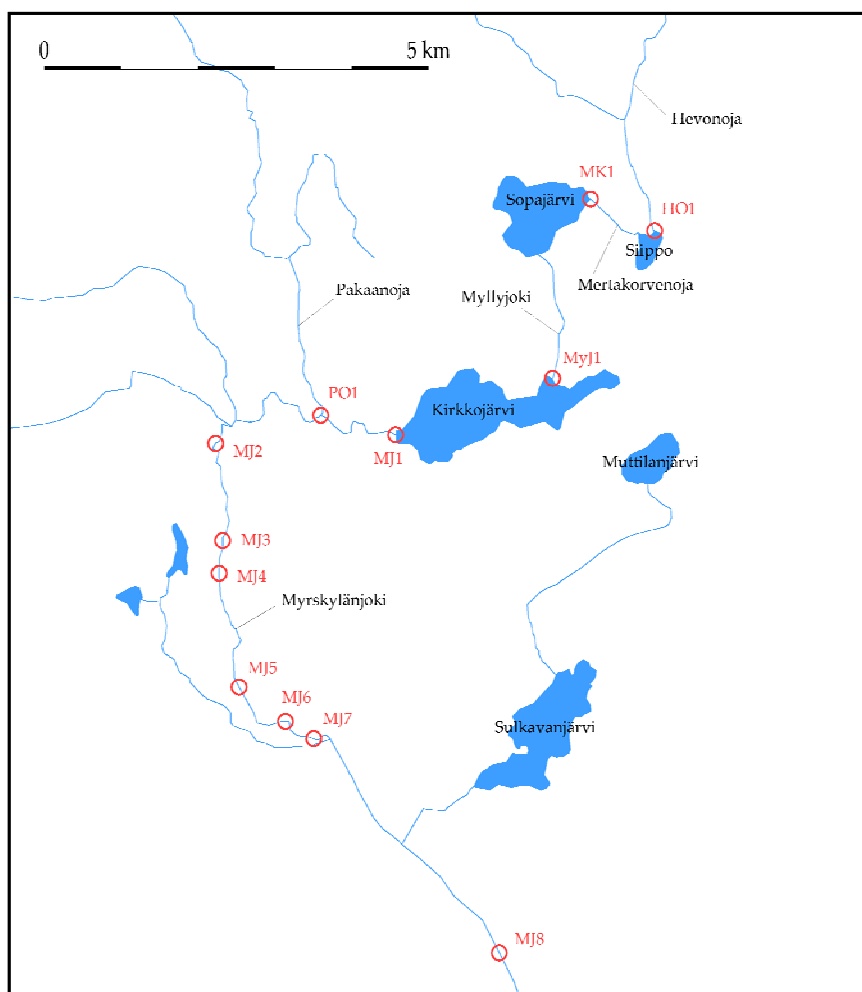 0 5 km
Hevonoja
MK1
Sopajärvi
HO1
Siippo
Mertakorvenoja
Pakaanoja
Myllyjoki
MyJ1
PO1
Kirkkojärvi
MJ1
MJ2
Muttilanjärvi
MJ3
MJ4
Myrskylänjoki
MJ5
MJ6
MJ7
Sulkavanjärvi
MJ8